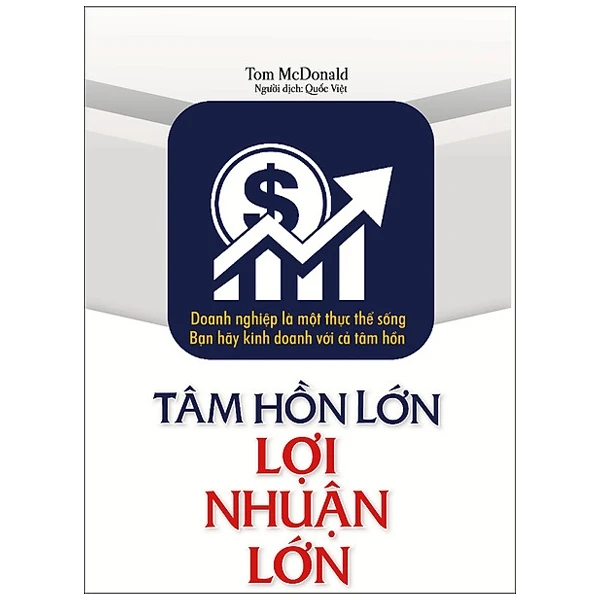 Tom McDonald
Người dịch: Quốc Việt
$
Doanh nghiệp là một thực thể sống
Bạn hãy kinh doanh với cả tâm hồn
TÂM HỒN LỚN
LỢI
NHUẬN
LỚN